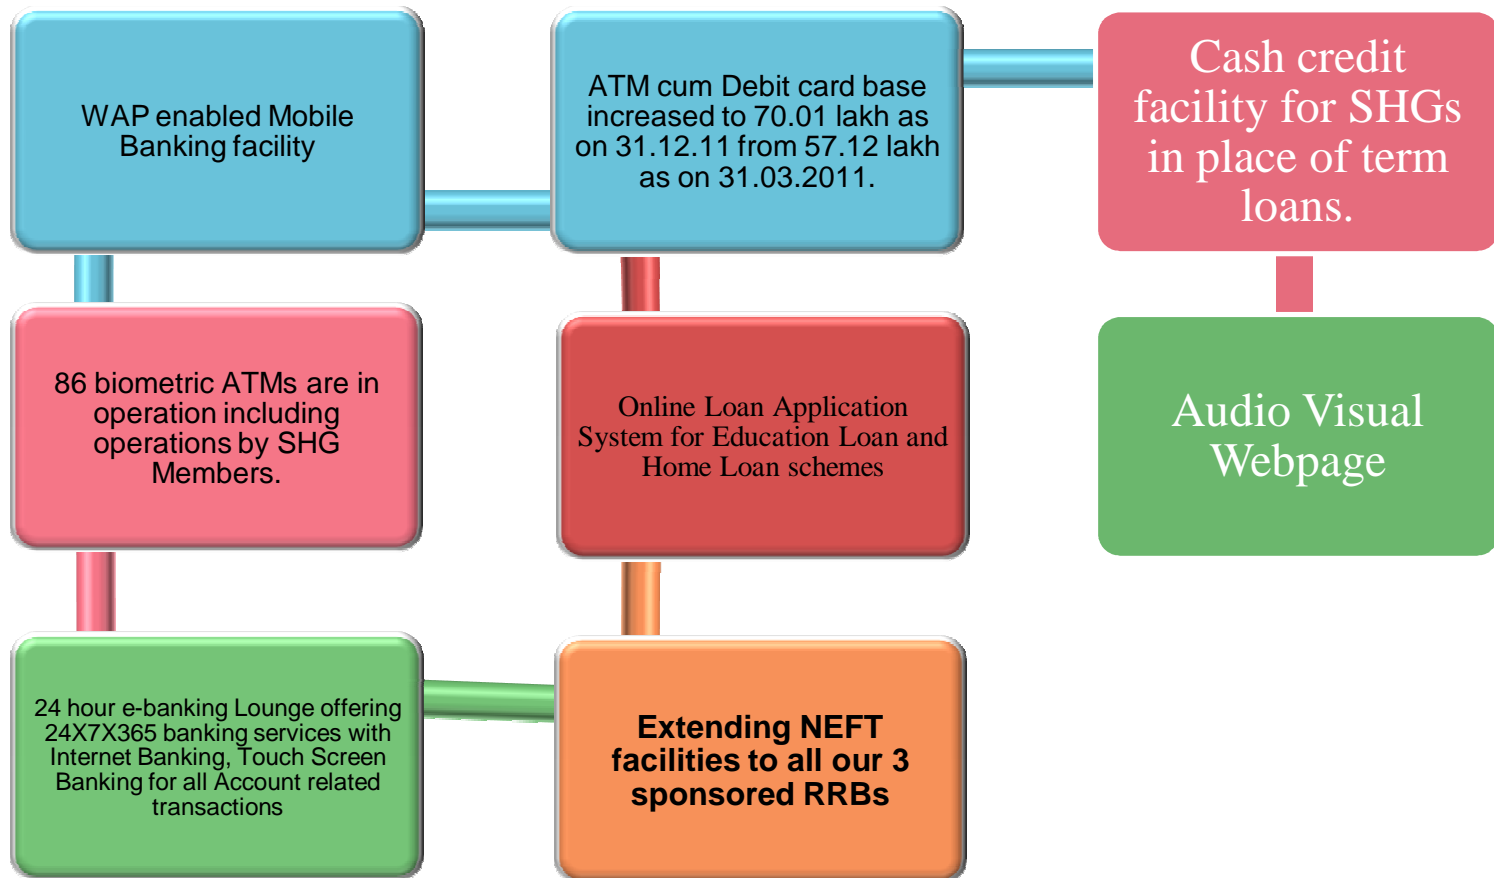 WAP enabled Mobile
Banking facility
ATM cum Debit card base
increased to 70.01 lakh as
on 31.12.11 from 57.12 lakh
as on 31.03.2011.
Cash credit
facility for SHGs
in place of term
loans.
86 biometric ATMs are in
operation including
operations by SHG
Members.
Online Loan Application
System for Education Loan and
Home Loan schemes
Audio Visual
Webpage
24 hour e-banking Lounge offering
24X7X365 banking services with
Internet Banking, Touch Screen
Banking for all Account related
transactions
Extending NEFT
facilities to all our 3
sponsored RRBs